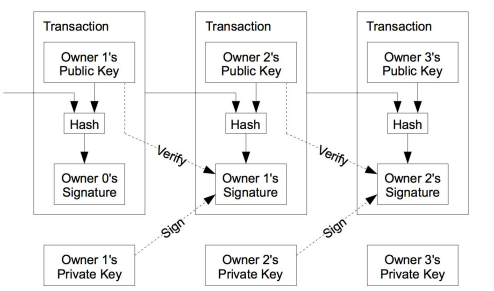 Transaction
Owner 1's
Public Key
Hash
Owner 0's
Signature
Transaction
Owner 2's
Public Key
Hash
Verify
Owner 1's
Signature
Transaction
Owner 3's
Public Key
Hash
Verify
Owner 2's
Signature
Sign
Sign
Owner 1's
Private Key
Owner 2's
Private Key
Owner 3's
Private Key